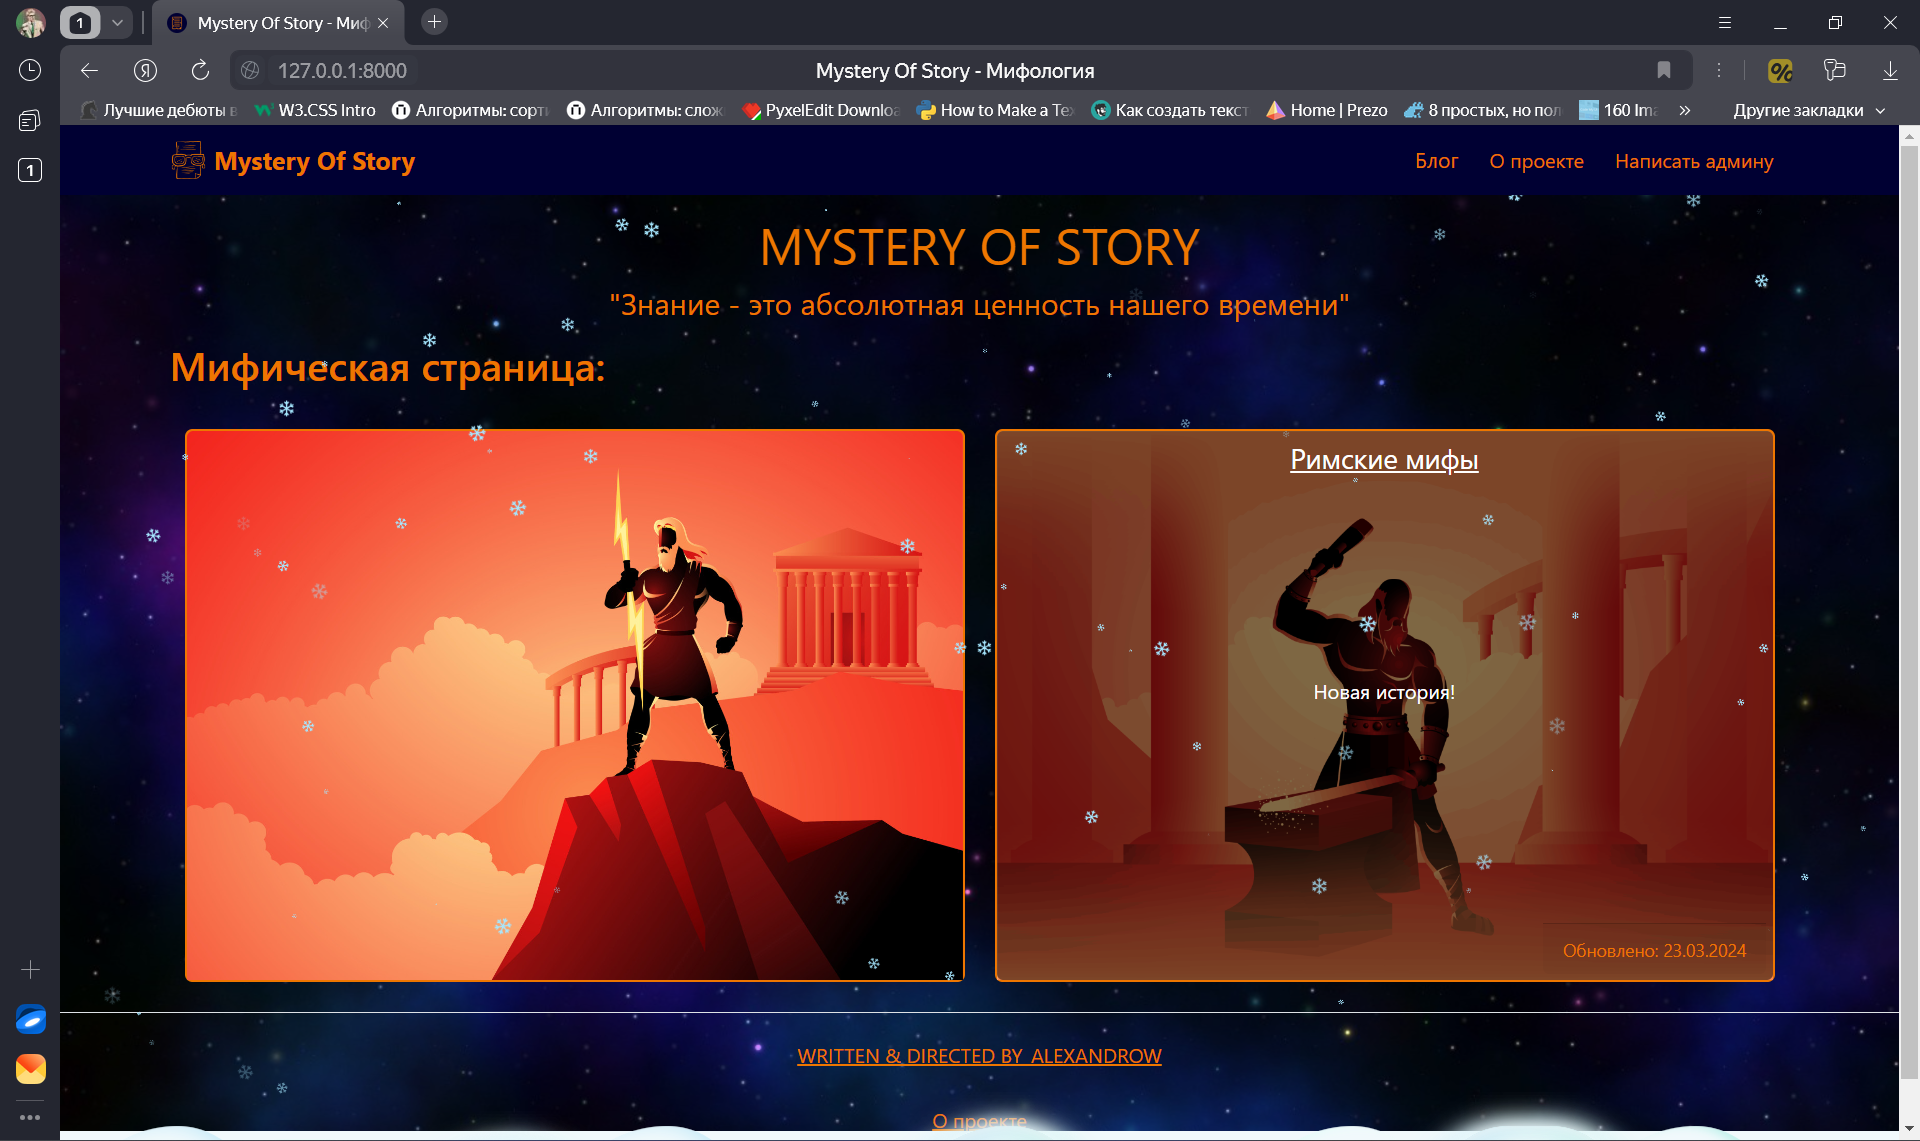 1
Mystery Of Story - Миф
127.0.0.1:8000
Mystery Of Story - Мифология
Лучшие дебюты в
W3.CSS Intro
Алгоритмы: сорти
Алгоритмы: слож
PyxelEdit Downloa
How to Make a Te
Как создать текст
Home | Prezo
8 простых, но пол
160 Im
»
Другие закладки
1
Mystery Of Story
Блог
О проекте
Написать админу
MYSTERY OF STORY
"Знание - это абсолютная ценность нашего времени"
Мифическая страница:
Римские мифы
Новая история!
Обновлено: 23.03.2024
WRITTEN & DIRECTED BY ALEXANDROW
О проекте